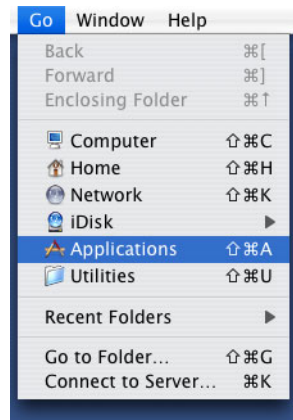 Go Window Help
Back ⌘[
Forward ⌘]
Enclosing Folder ⌘↑
Computer ⇧⌘C
Home ⇧⌘H
Network ⇧⌘K
iDisk
Applications ⇧⌘A
Utilities ⇧⌘U
Recent Folders
Go to Folder... ⇧⌘G
Connect to Server... ⌘K